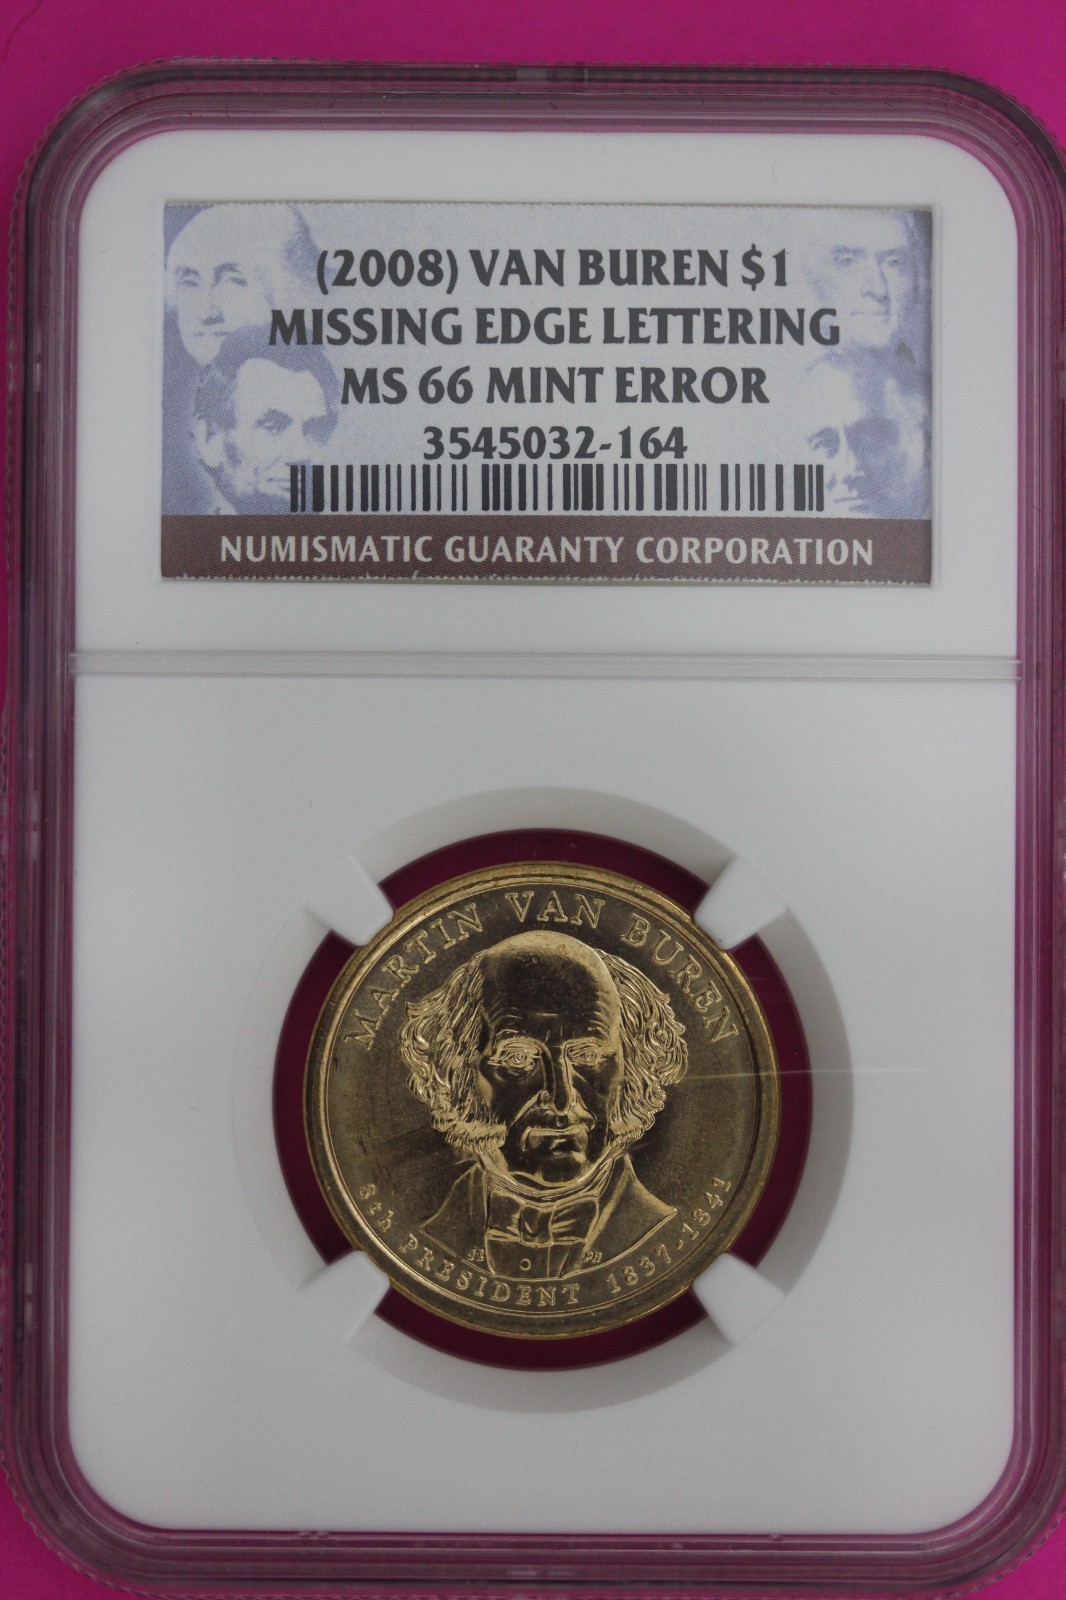 (2008) VAN BUREN $1
MISSING EDGE LETTERING
MS 66 MINT ERROR
3545032-164
NUMISMATIC GUARANTY CORPORATION
MARTIN VAN BUREN
8th PRESIDENT 1837-1841